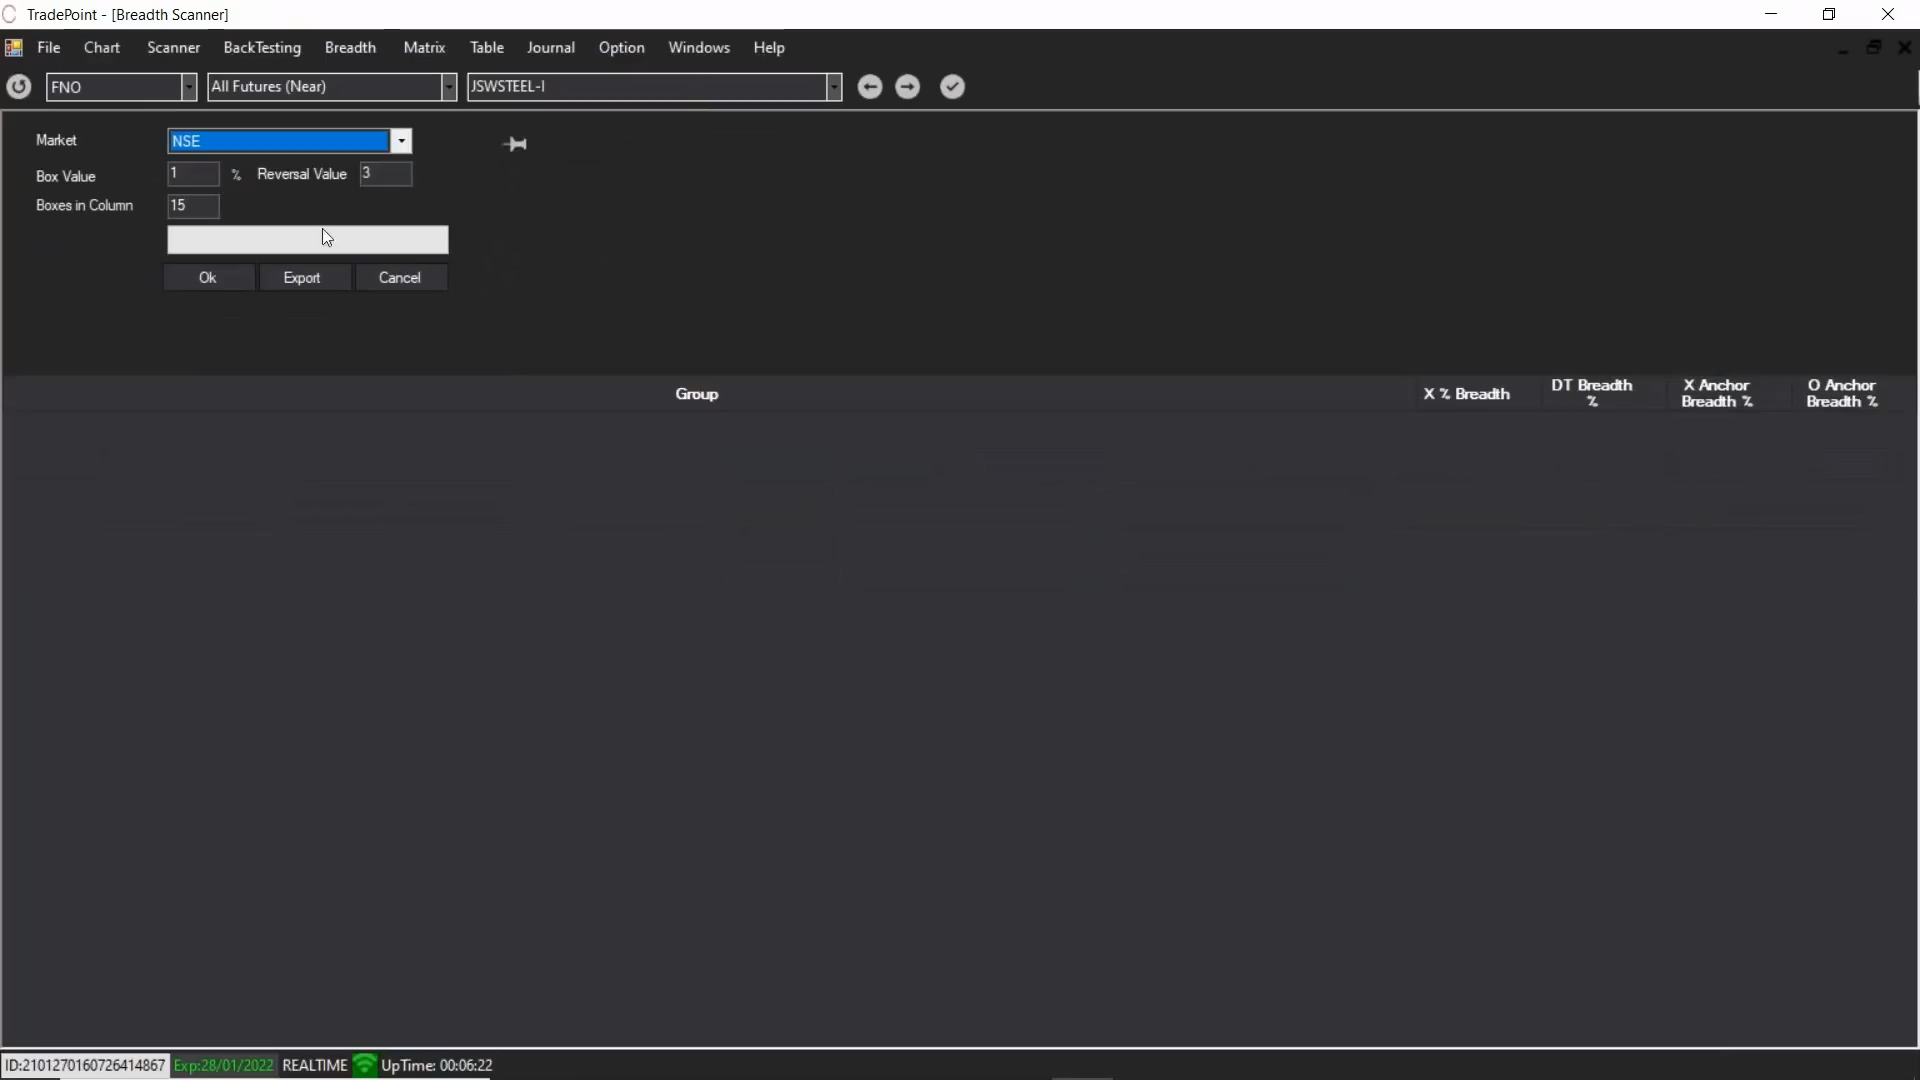 TradePoint - [Breadth Scanner]
File Chart Scanner BackTesting Breadth Matrix Table Journal Option Windows Help
FNO All Futures (Near) JSWSTEEL-I
Market NSE
Box Value 1 % Reversal Value 3
Boxes in Column 15
Ok Export Cancel
Group X % Breadth DT Breadth % X Anchor Breadth % O Anchor Breadth %
ID:2101270160726414867 Exp:28/01/2022 REALTIME UpTime: 00:06:22